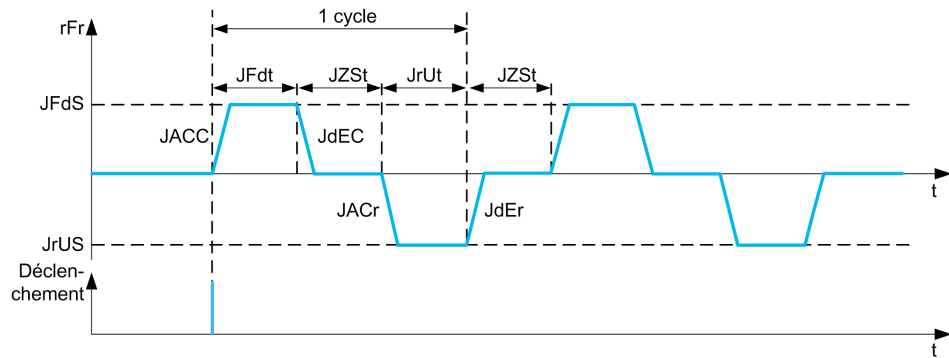 1 cycle
rFr
JFdt
JZSt
JrUt
JZSt
JFdS
JACC
JdEC
t
JACr
JdEr
JrUS
Déclen-
chement
t